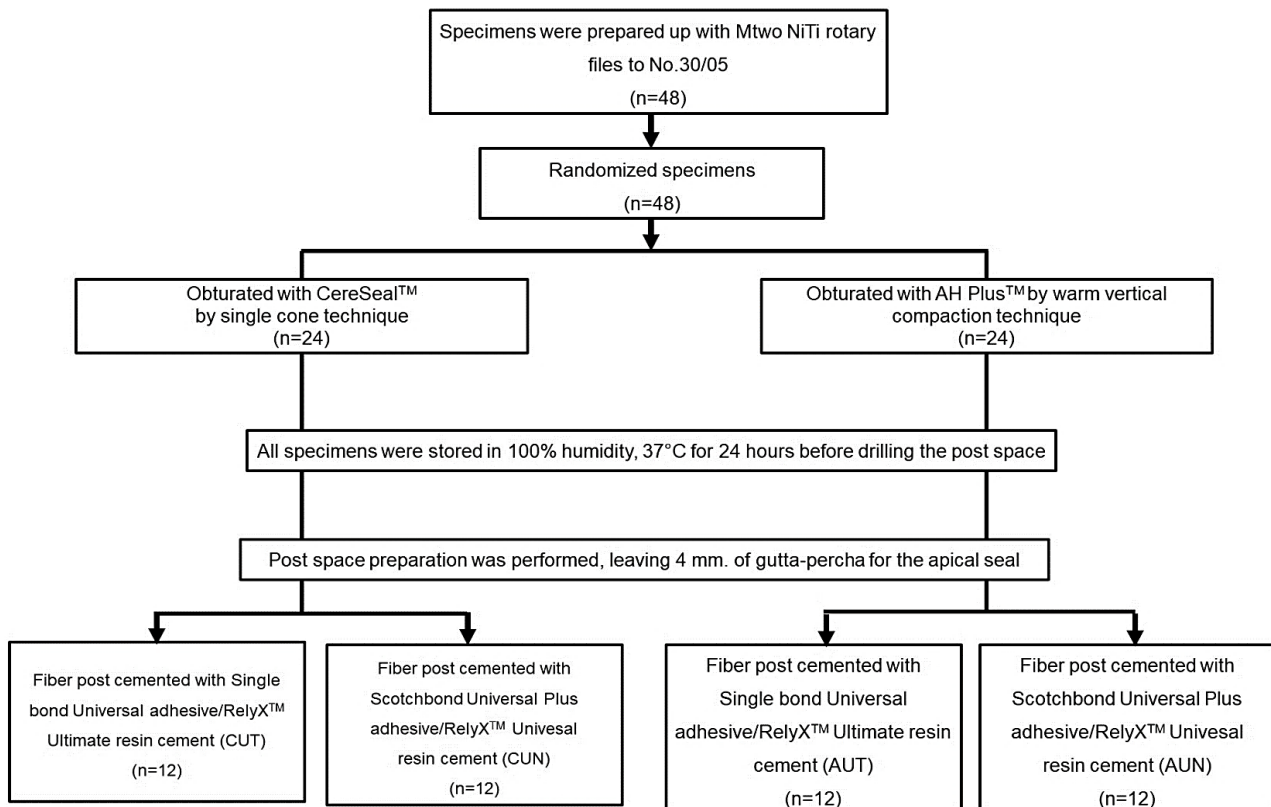 Specimens were prepared up with Mtwo NiTi rotary
files to No.30/05
(n=48)
Randomized specimens
(n=48)
Obturated with CereSeal™
by single cone technique
(n=24)
Obturated with AH Plus™ by warm vertical
compaction technique
(n=24)
All specimens were stored in 100% humidity, 37°C for 24 hours before drilling the post space
Post space preparation was performed, leaving 4 mm. of gutta-percha for the apical seal
Fiber post cemented with Single
bond Universal adhesive/RelyX™
Ultimate resin cement (CUT)
(n=12)
Fiber post cemented with
Scotchbond Universal Plus
adhesive/RelyX™ Univesal
resin cement (CUN)
(n=12)
Fiber post cemented with
Single bond Universal
adhesive/RelyX™ Ultimate resin
cement (AUT)
(n=12)
Fiber post cemented with
Scotchbond Universal Plus
adhesive/RelyX™ Univesal
resin cement (AUN)
(n=12)